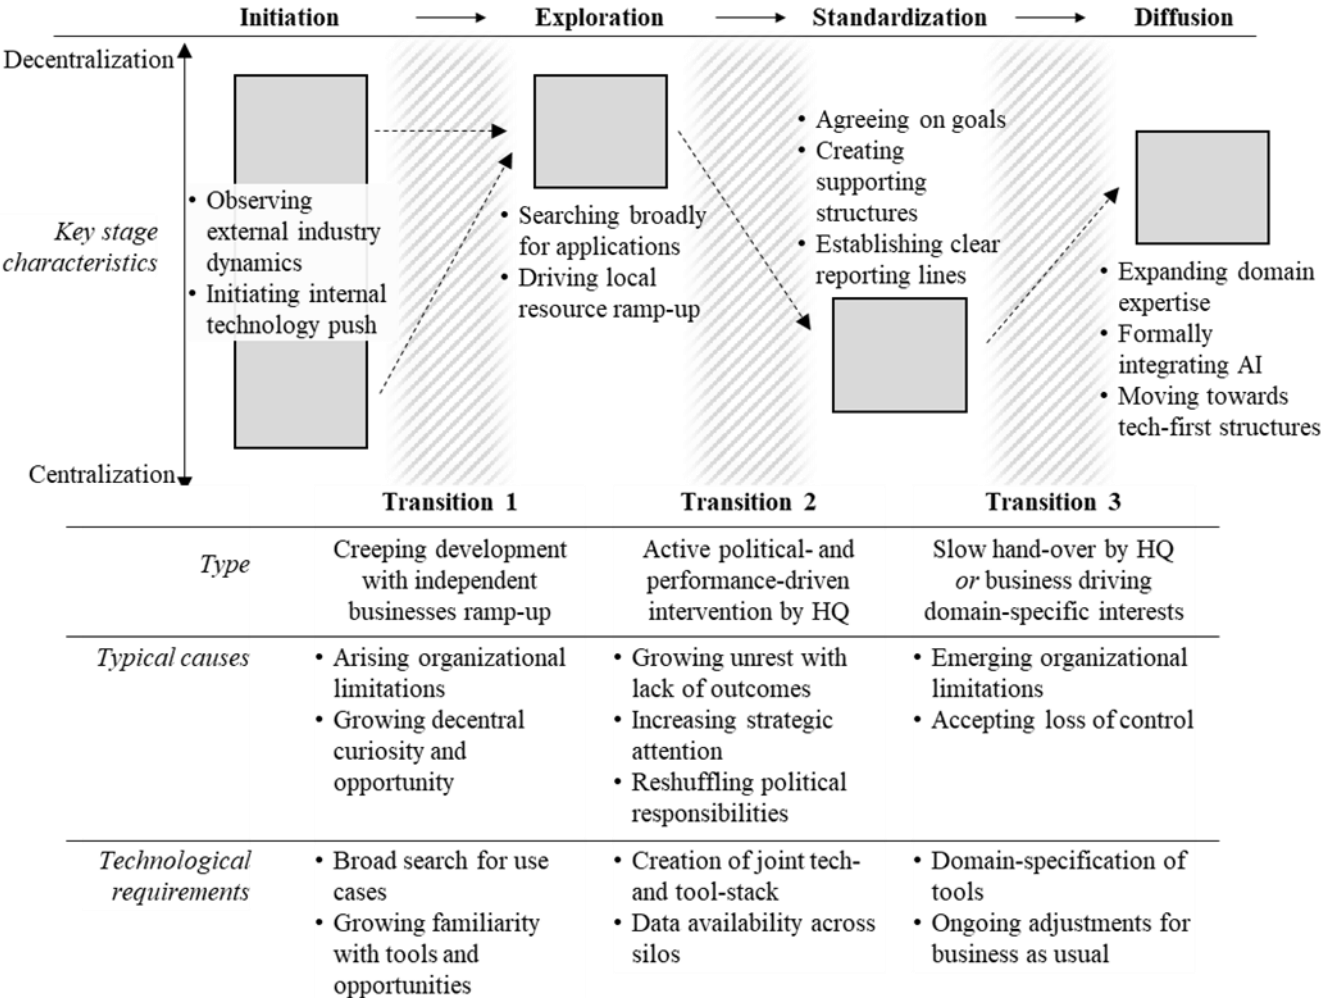 Initiation
Exploration
Standardization
Diffusion
Decentralization
Key stage
characteristics
Centralization
• Observing
external industry
dynamics
• Initiating internal
technology push
• Searching broadly
for applications
• Driving local
resource ramp-up
• Agreeing on goals
• Creating
supporting
structures
• Establishing clear
reporting lines
• Expanding domain
expertise
• Formally
integrating AI
• Moving towards
tech-first structures
Transition 1
Transition 2
Transition 3
Type
Creeping development
with independent
businesses ramp-up
Active political- and
performance-driven
intervention by HQ
Slow hand-over by HQ
or business driving
domain-specific interests
Typical causes
• Arising organizational
limitations
• Growing decentral
curiosity and
opportunity
• Growing unrest with
lack of outcomes
• Increasing strategic
attention
• Reshuffling political
responsibilities
• Emerging organizational
limitations
• Accepting loss of control
Technological
requirements
• Broad search for use
cases
• Growing familiarity
with tools and
opportunities
• Creation of joint tech-
and tool-stack
• Data availability across
silos
• Domain-specification of
tools
• Ongoing adjustments for
business as usual